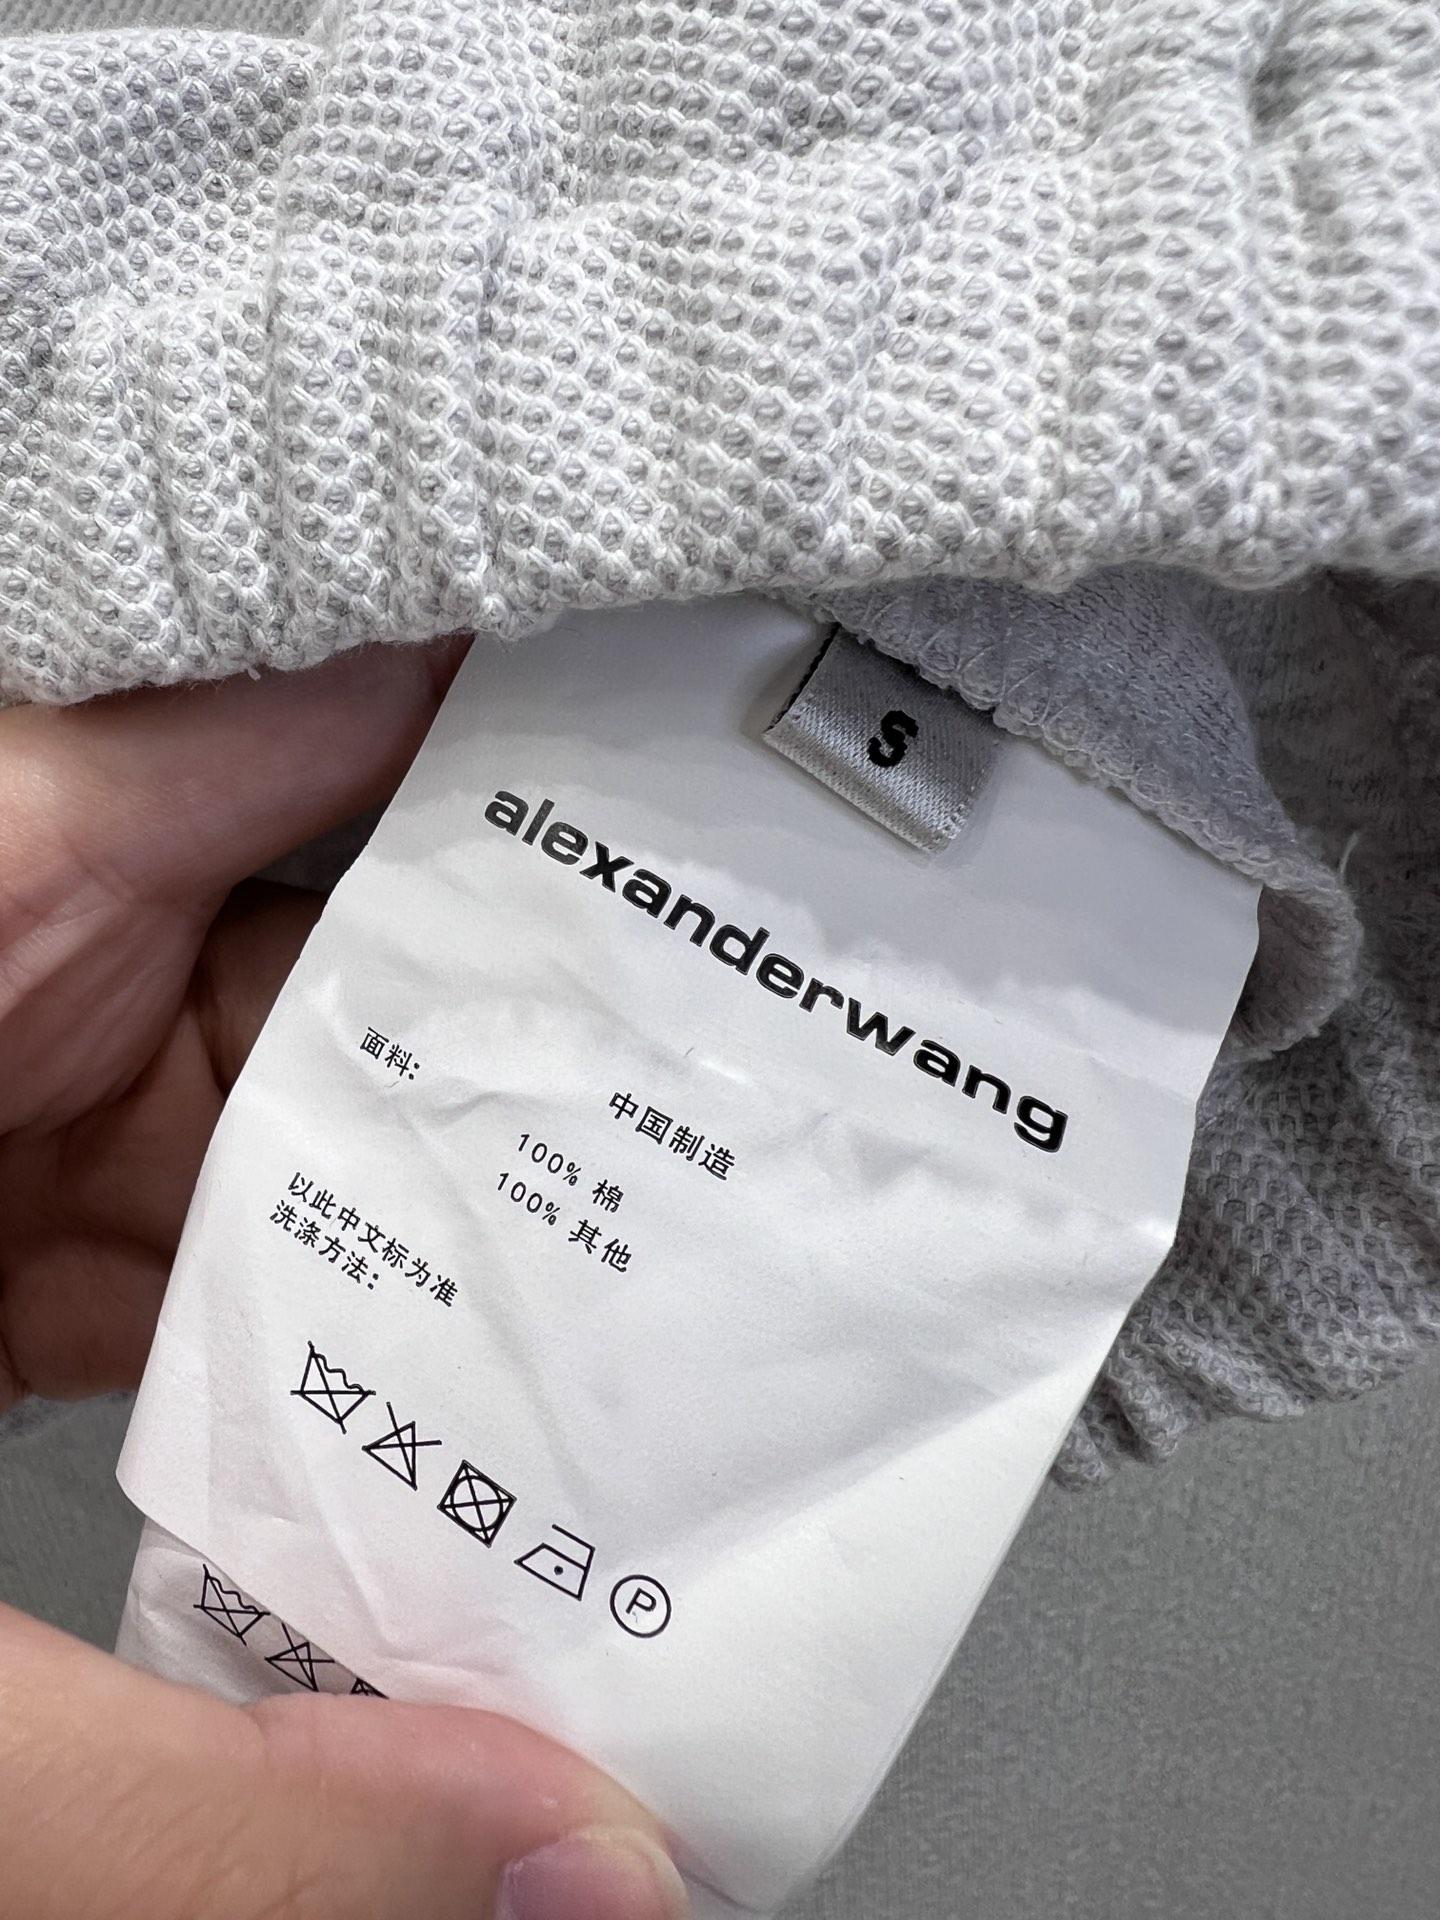 S
alexanderwang
中国制造
面料:
100% 棉
100% 其他
以此中文标为准
洗涤方法:
P